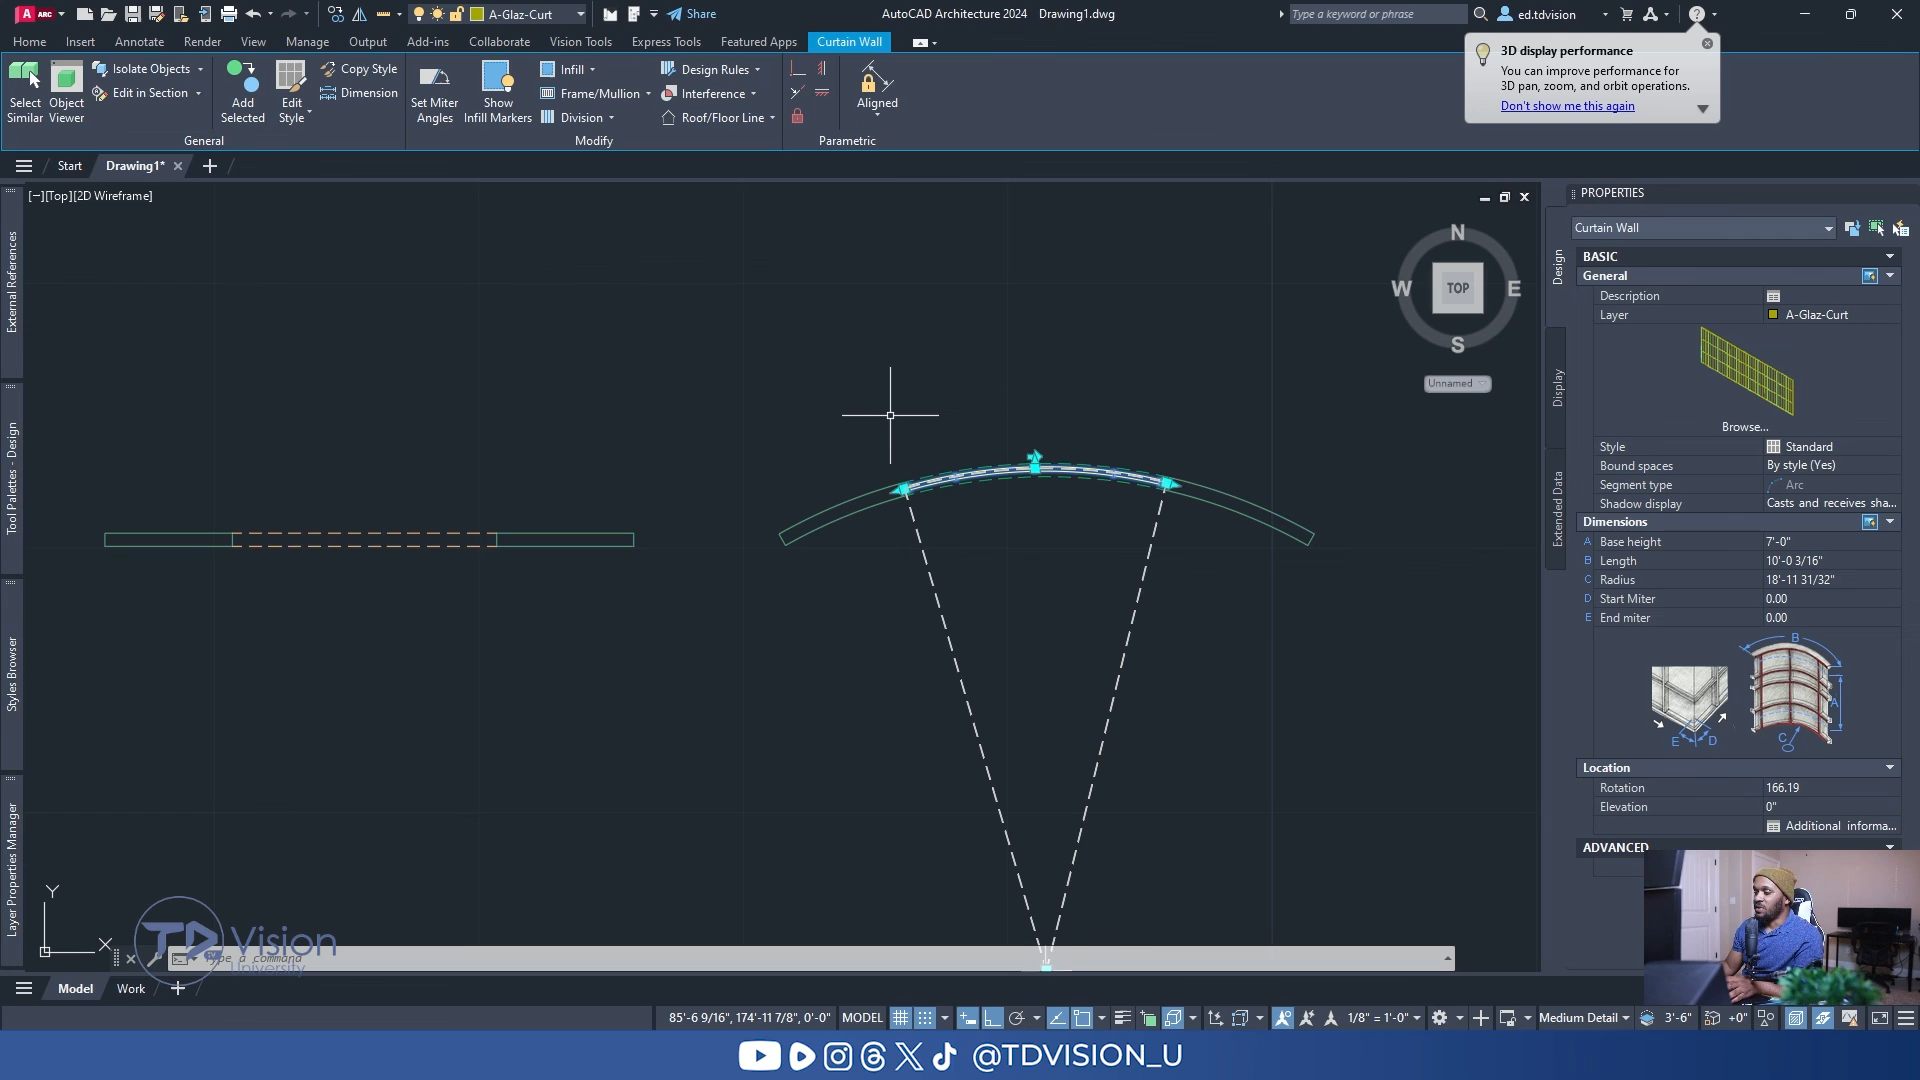 ARC
A-Glaz-Curt
Share
AutoCAD Architecture 2024 Drawing1.dwg
Type a keyword or phrase
ed.tdvision
Home
Insert
Annotate
Render
View
Manage
Output
Add-ins
Collaborate
Vision Tools
Express Tools
Featured Apps
Curtain Wall
3D display performance
You can improve performance for
3D pan, zoom, and orbit operations.
Don't show me this again
Select
Similar
Object
Viewer
Isolate Objects
Edit in Section
General
Add
Selected
Edit
Style
Copy Style
Dimension
Set Miter
Angles
Show
Infill Markers
Infill
Frame/Mullion
Division
Design Rules
Interference
Roof/Floor Line
Modify
Parametric
Aligned
Start
Drawing1*
[−][Top][2D Wireframe]
External References
Tool Palettes - Design
Styles Browser
Layer Properties Manager
N
W
TOP
E
S
Unnamed
Design
Display
Extended Data
PROPERTIES
Curtain Wall
BASIC
General
Description
Layer A-Glaz-Curt
Browse...
Style Standard
Bound spaces By style (Yes)
Segment type Arc
Shadow display Casts and receives sha...
Dimensions
A Base height 7'-0"
B Length 10'-0 3/16"
C Radius 18'-11 31/32"
D Start Miter 0.00
E End miter 0.00
B
A
E
D
C
Location
Rotation 166.19
Elevation 0"
Additional informa...
ADVANCED
Y
X
TD Vision
University
Type a command
Model
Work
85'-6 9/16", 174'-11 7/8", 0'-0"
MODEL
1/8" = 1'-0"
Medium Detail
3'-6"
+0"
@TDVISION_U